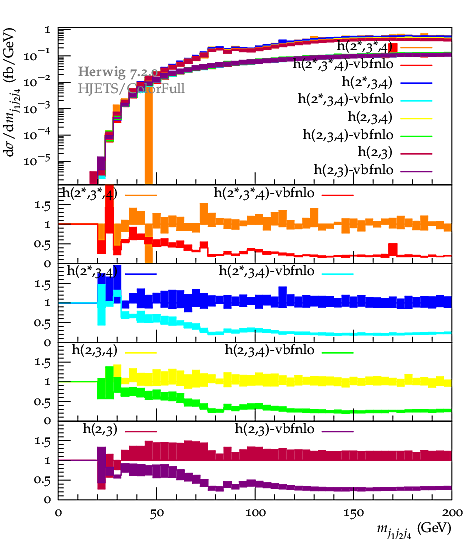 dσ/dm_{j₁j₂j₄} (fb/GeV)
1
10⁻¹
10⁻²
10⁻³
10⁻⁴
10⁻⁵
Herwig 7.2.
HJETS/ColorFull
h(2*,3*,4)
h(2*,3*,4)-vbfnlo
h(2*,3,4)
h(2*,3,4)-vbfnlo
h(2,3,4)
h(2,3,4)-vbfnlo
h(2,3)
h(2,3)-vbfnlo
h(2*,3*,4) h(2*,3*,4)-vbfnlo
1.5
1
0.5
0
h(2*,3,4) h(2*,3,4)-vbfnlo
1.5
1
0.5
0
h(2,3,4) h(2,3,4)-vbfnlo
1.5
1
0.5
0
h(2,3) h(2,3)-vbfnlo
1.5
1
0.5
0
0 50 100 150 200
m_{j₁j₂j₄} (GeV)